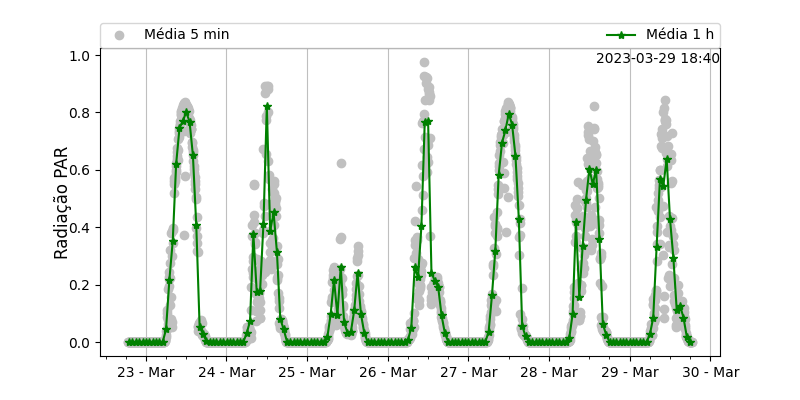 Média 5 min
Média 1 h
2023-03-29 18:40
Radiação PAR
1.0
0.8
0.6
0.4
0.2
0.0
23 - Mar
24 - Mar
25 - Mar
26 - Mar
27 - Mar
28 - Mar
29 - Mar
30 - Mar